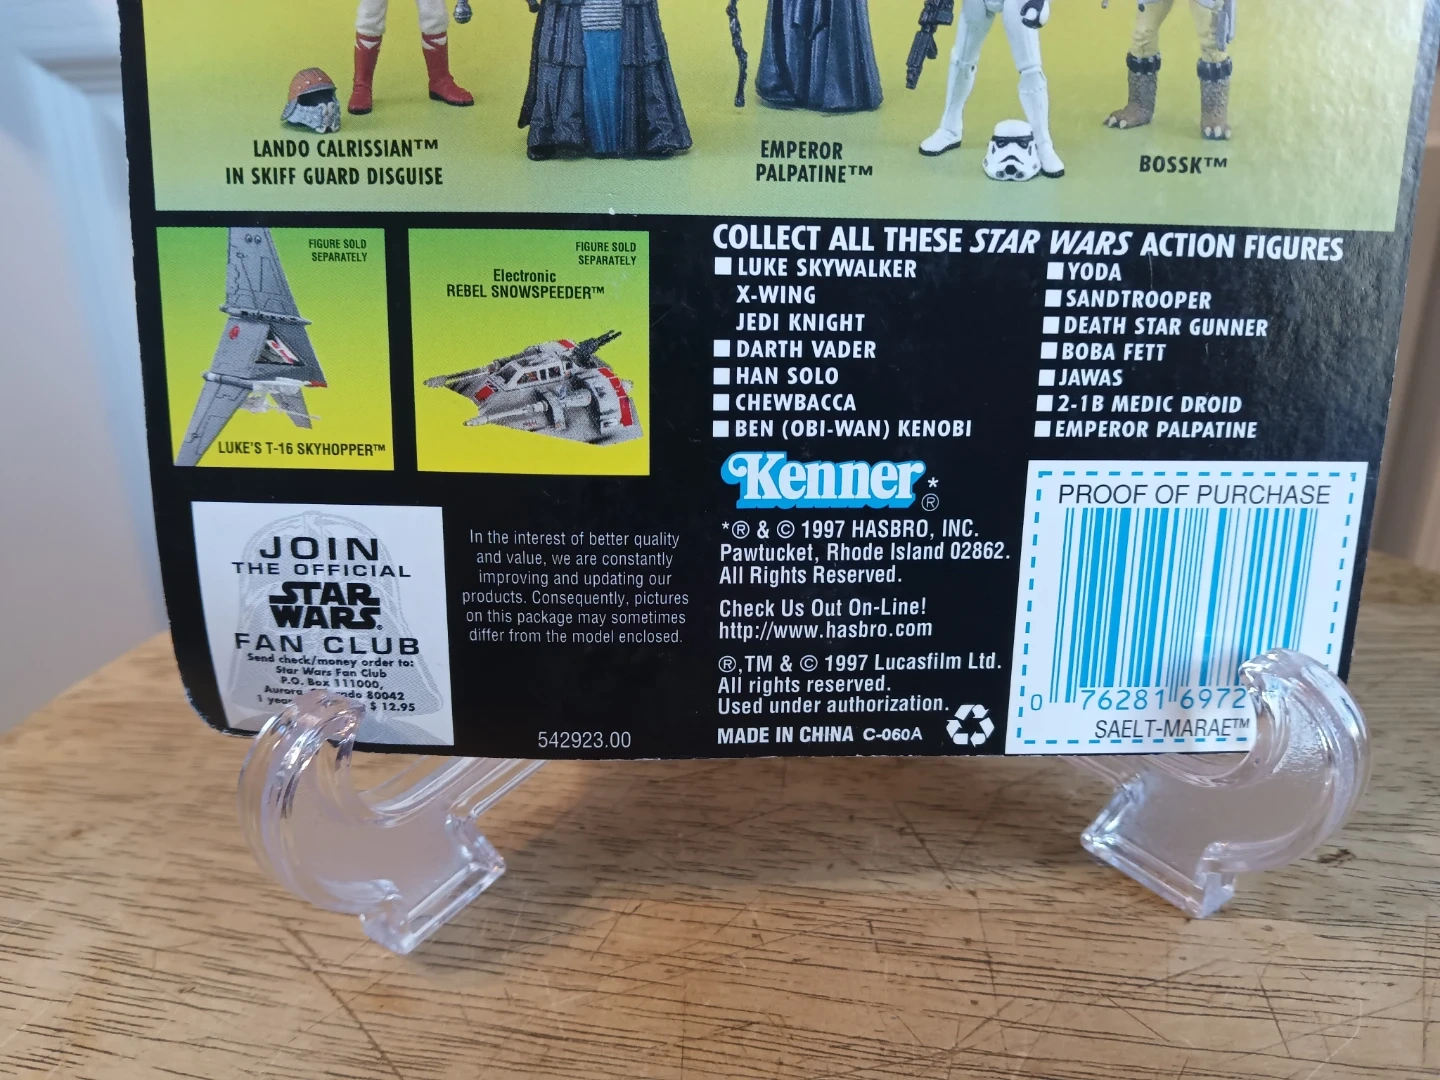 LANDO CALRISSIAN™
IN SKIFF GUARD DISGUISE
EMPEROR
PALPATINE™
BOSSK™
FIGURE SOLD
SEPARATELY
LUKE'S T-16 SKYHOPPER™
FIGURE SOLD
SEPARATELY
Electronic
REBEL SNOWSPEEDER™
COLLECT ALL THESE STAR WARS ACTION FIGURES
LUKE SKYWALKER
X-WING
JEDI KNIGHT
DARTH VADER
HAN SOLO
CHEWBACCA
BEN (OBI-WAN) KENOBI
YODA
SANDTROOPER
DEATH STAR GUNNER
BOBA FETT
JAWAS
2-1B MEDIC DROID
EMPEROR PALPATINE
JOIN
THE OFFICIAL
STAR
WARS®
FAN CLUB
Send check/money order to:
Star Wars Fan Club
P.O. Box 111000,
Aurora, 80042
1 $ 12.95
In the interest of better quality
and value, we are constantly
improving and updating our
products. Consequently, pictures
on this package may sometimes
differ from the model enclosed.
542923.00
Kenner*®
*® & © 1997 HASBRO, INC.
Pawtucket, Rhode Island 02862.
All Rights Reserved.
Check Us Out On-Line!
http://www.hasbro.com
®,TM & © 1997 Lucasfilm Ltd.
All rights reserved.
Used under authorization.
MADE IN CHINA C-060A
PROOF OF PURCHASE
0 76281 6972
SAELT-MARAE™